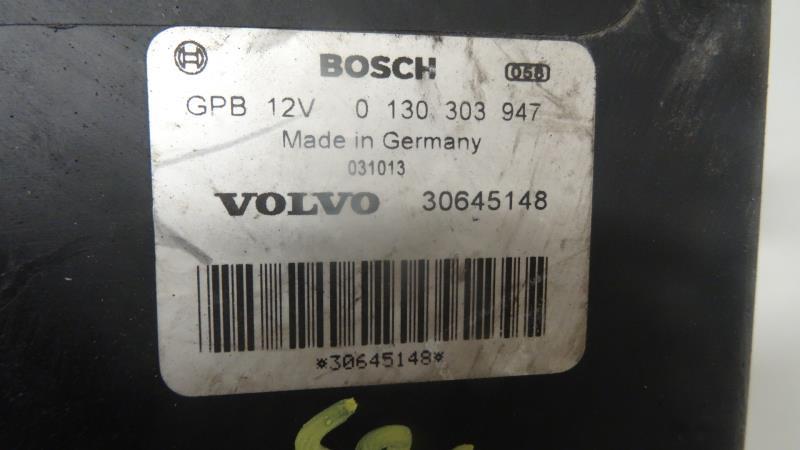 BOSCH 058
GPB 12V 0 130 303 947
Made in Germany
031013
VOLVO 30645148
*30645148*